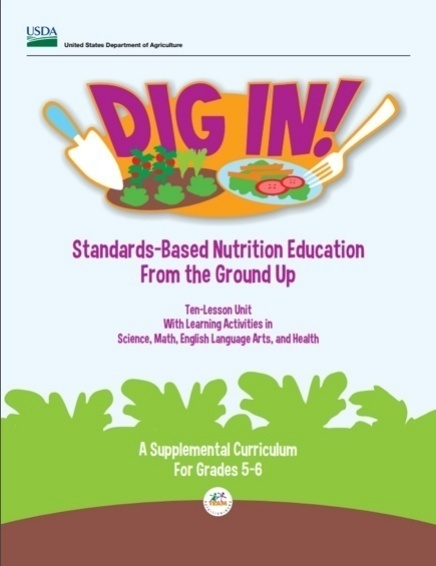 USDA
United States Department of Agriculture
DIG IN!
Standards-Based Nutrition Education
From the Ground Up
Ten-Lesson Unit
With Learning Activities in
Science, Math, English Language Arts, and Health
A Supplemental Curriculum
For Grades 5-6